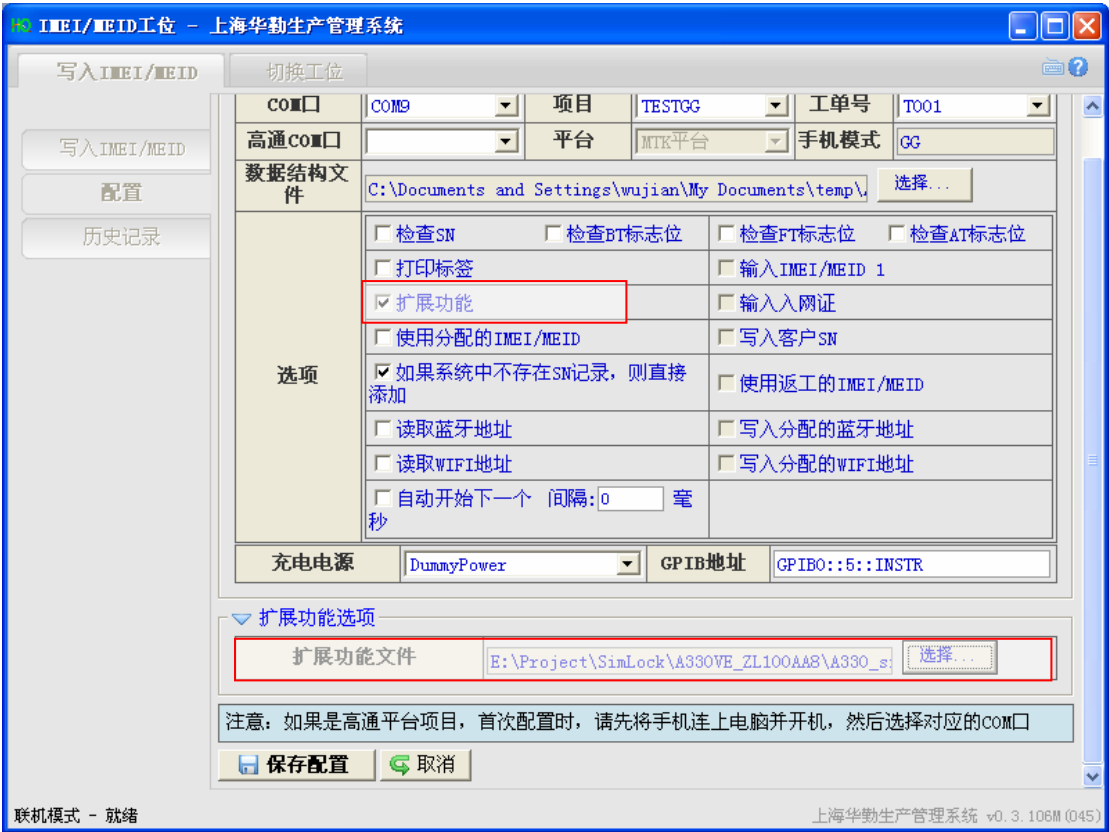 HQ IMEI/MEID工位 - 上海华勤生产管理系统
写入IMEI/MEID 切换工位
写入IMEI/MEID
配置
历史记录
COM口 COM9 项目 TESTGG 工单号 T001
高通COM口 平台 MTK平台 手机模式 GG
数据结构文件 C:\Documents and Settings\wujian\My Documents\temp\ 选择...
选项
检查SN 检查BT标志位 检查FT标志位 检查AT标志位
打印标签 输入IMEI/MEID 1
扩展功能 输入入网证
使用分配的IMEI/MEID 写入客户SN
如果系统中不存在SN记录，则直接添加 使用返工的IMEI/MEID
读取蓝牙地址 写入分配的蓝牙地址
读取WIFI地址 写入分配的WIFI地址
自动开始下一个 间隔:0 毫秒
充电电源 DummyPower GPIB地址 GPIB0::5::INSTR
扩展功能选项
扩展功能文件 E:\Project\SimLock\A330VE_ZL100AA8\A330_s 选择...
注意：如果是高通平台项目，首次配置时，请先将手机连上电脑并开机，然后选择对应的COM口
保存配置 取消
联机模式 - 就绪 上海华勤生产管理系统 v0.3.106M(045)